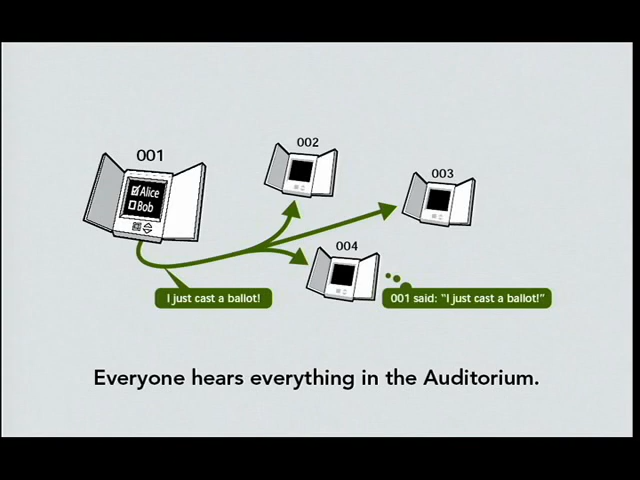 001
002
003
Alice
Bob
004
I just cast a ballot!
001 said: “I just cast a ballot!”
Everyone hears everything in the Auditorium.